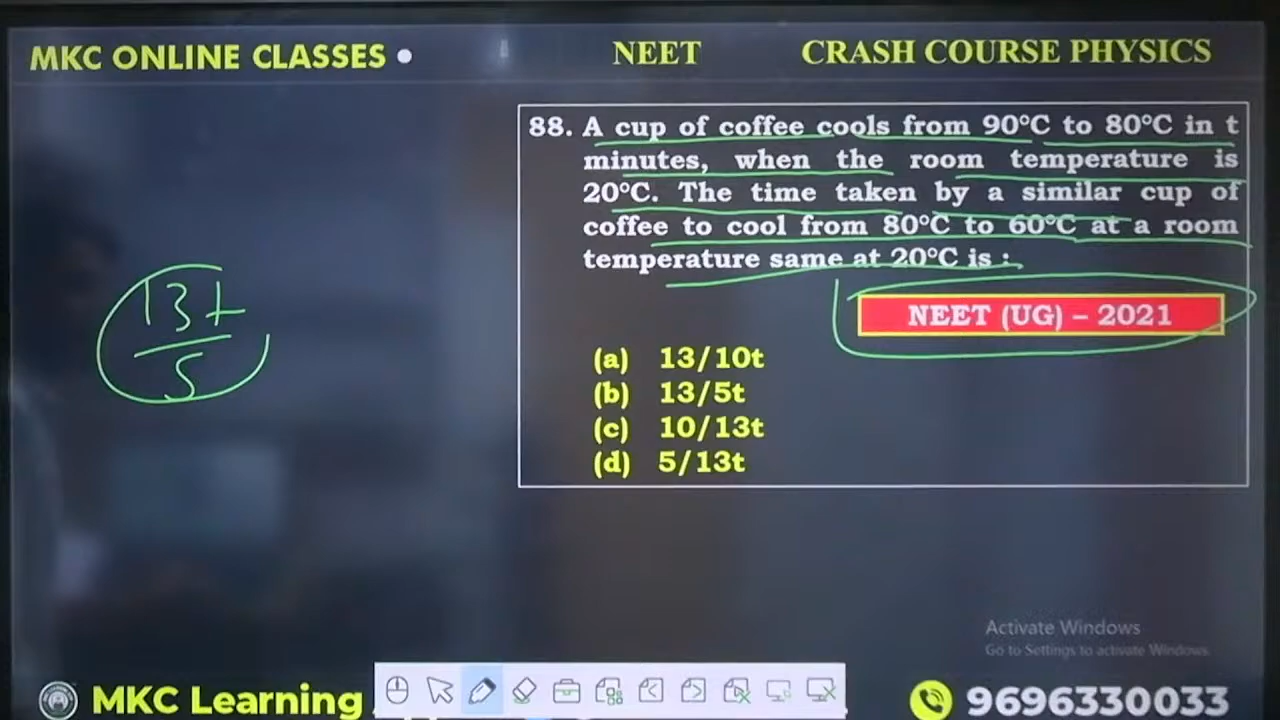 MKC ONLINE CLASSES
NEET
CRASH COURSE PHYSICS
88. A cup of coffee cools from 90°C to 80°C in t
minutes, when the room temperature is
20°C. The time taken by a similar cup of
coffee to cool from 80°C to 60°C at a room
temperature same at 20°C is :
NEET (UG) – 2021
(a) 13/10t
(b) 13/5t
(c) 10/13t
(d) 5/13t
13t
5
Activate Windows
Go to Settings to activate Windows.
MKC Learning
9696330033